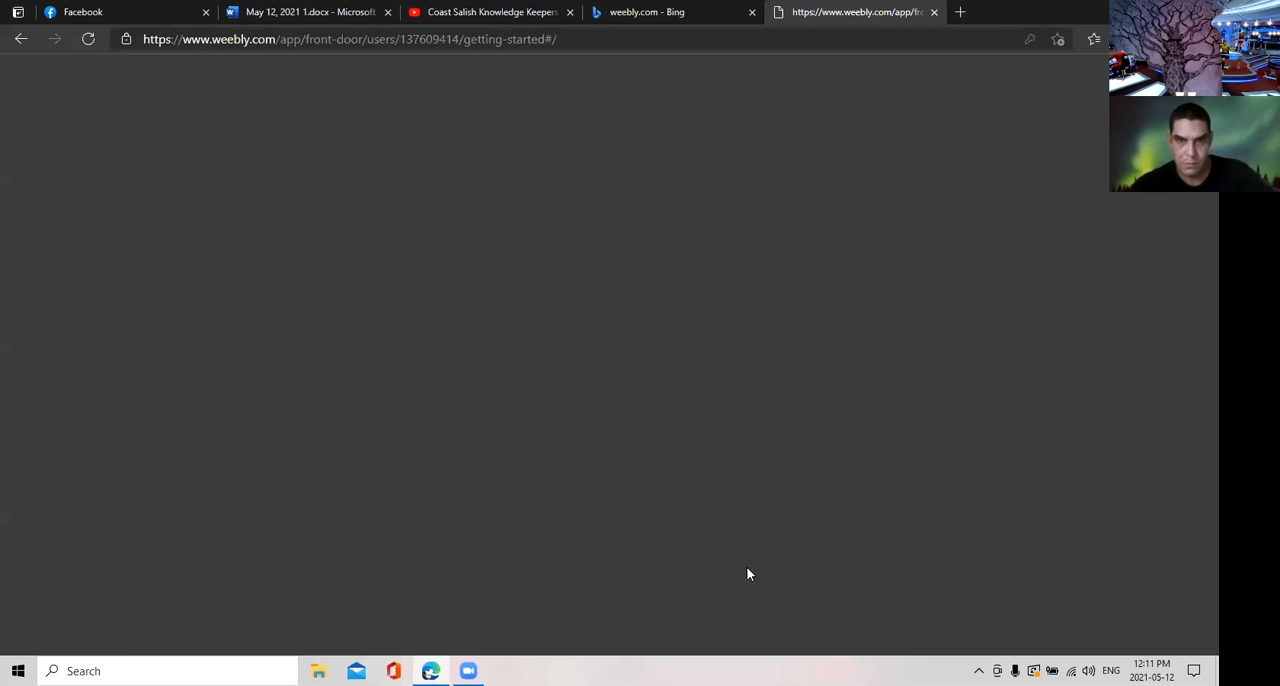 Facebook
May 12, 2021 1.docx - Microsoft
Coast Salish Knowledge Keepers
weebly.com - Bing
https://www.weebly.com/app/fr
https://www.weebly.com/app/front-door/users/137609414/getting-started#/
Search
ENG
12:11 PM
2021-05-12